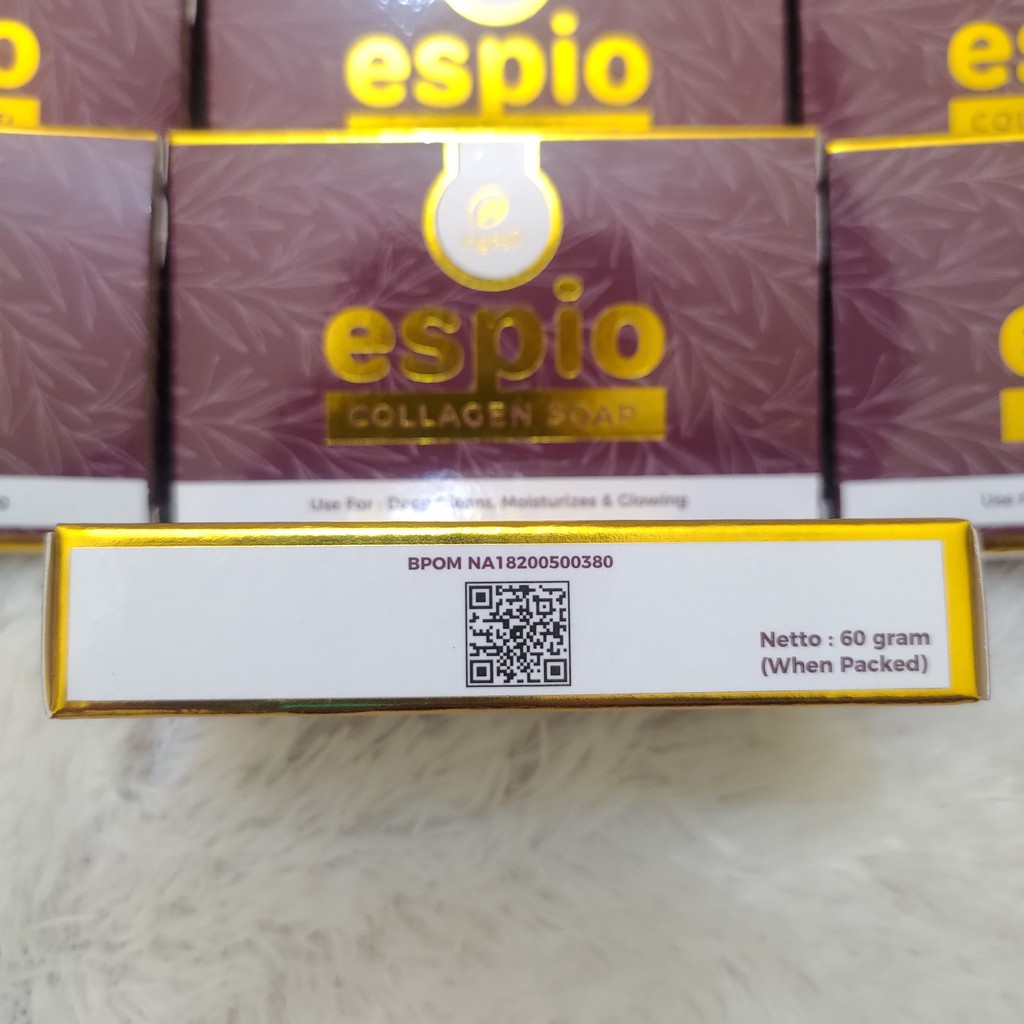 espio
espio
COLLAGEN SOAP
Use For : Deep Cleans, Moisturizes & Glowing
BPOM NA18200500380
Netto : 60 gram
(When Packed)